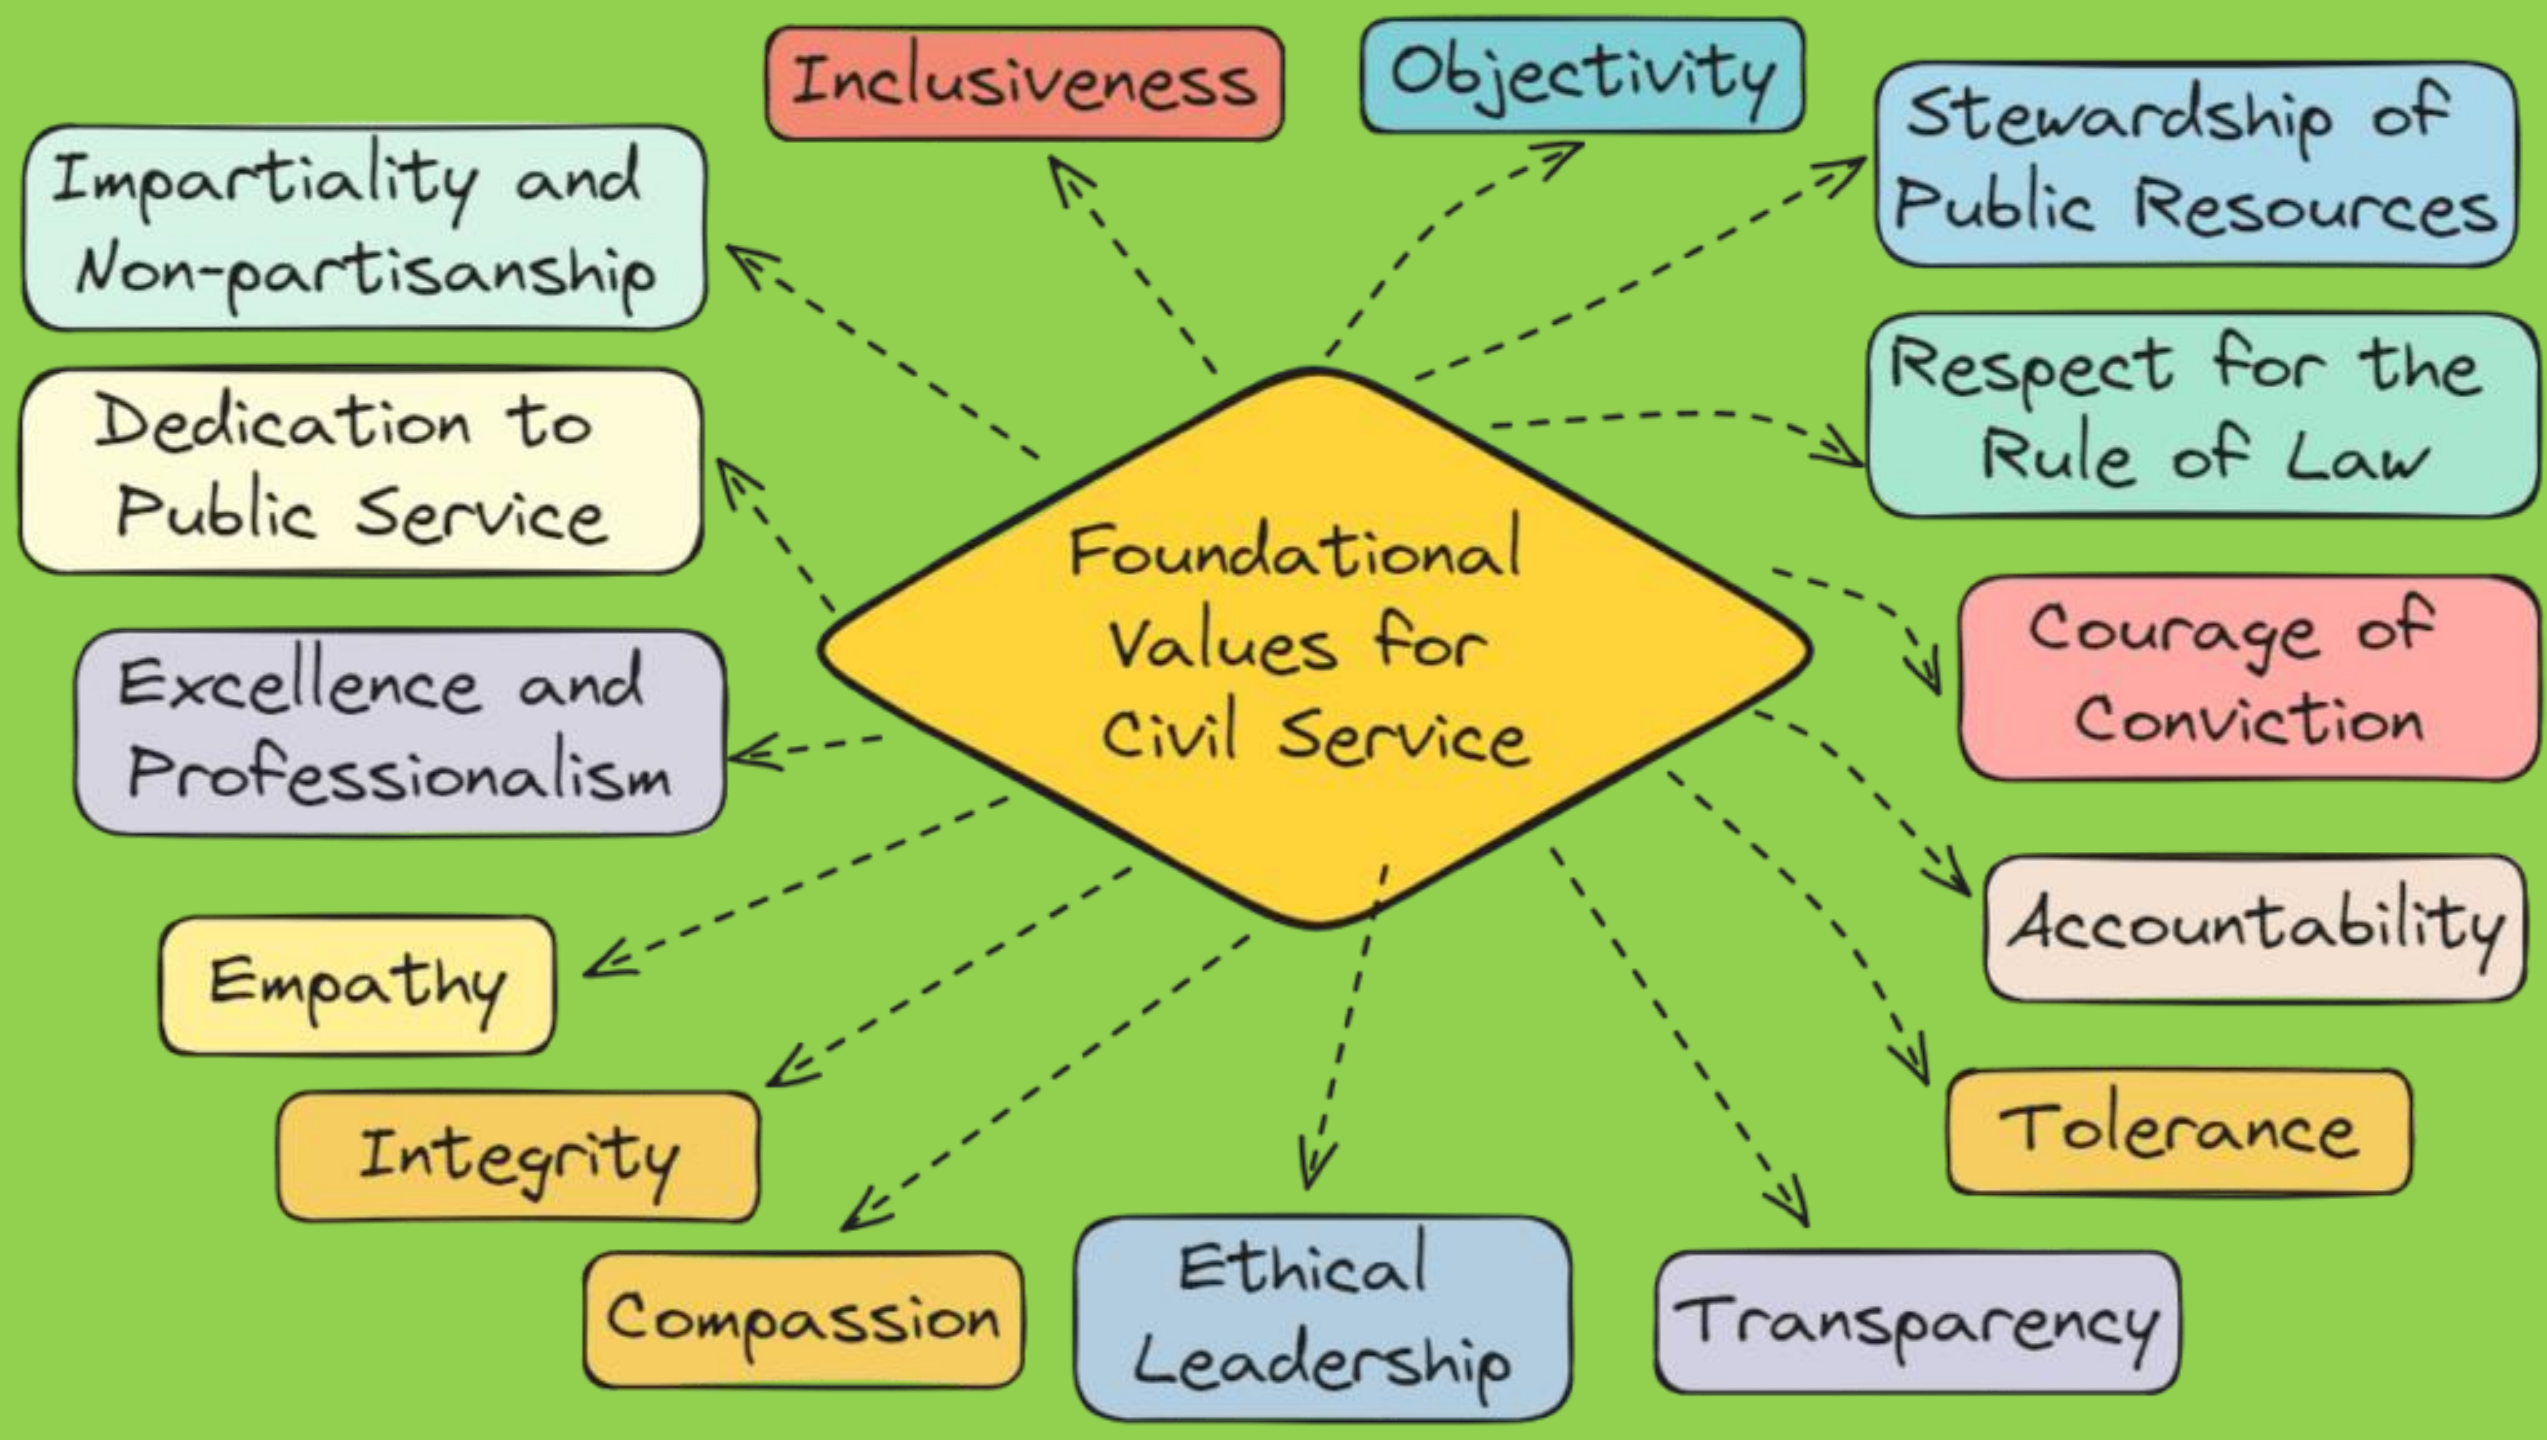 Inclusiveness
Objectivity
Stewardship of
Public Resources
Impartiality and
Non-partisanship
Respect for the
Rule of Law
Dedication to
Public Service
Foundational
Values for
Civil Service
Courage of
Conviction
Excellence and
Professionalism
Accountability
Empathy
Tolerance
Integrity
Compassion
Ethical
Leadership
Transparency